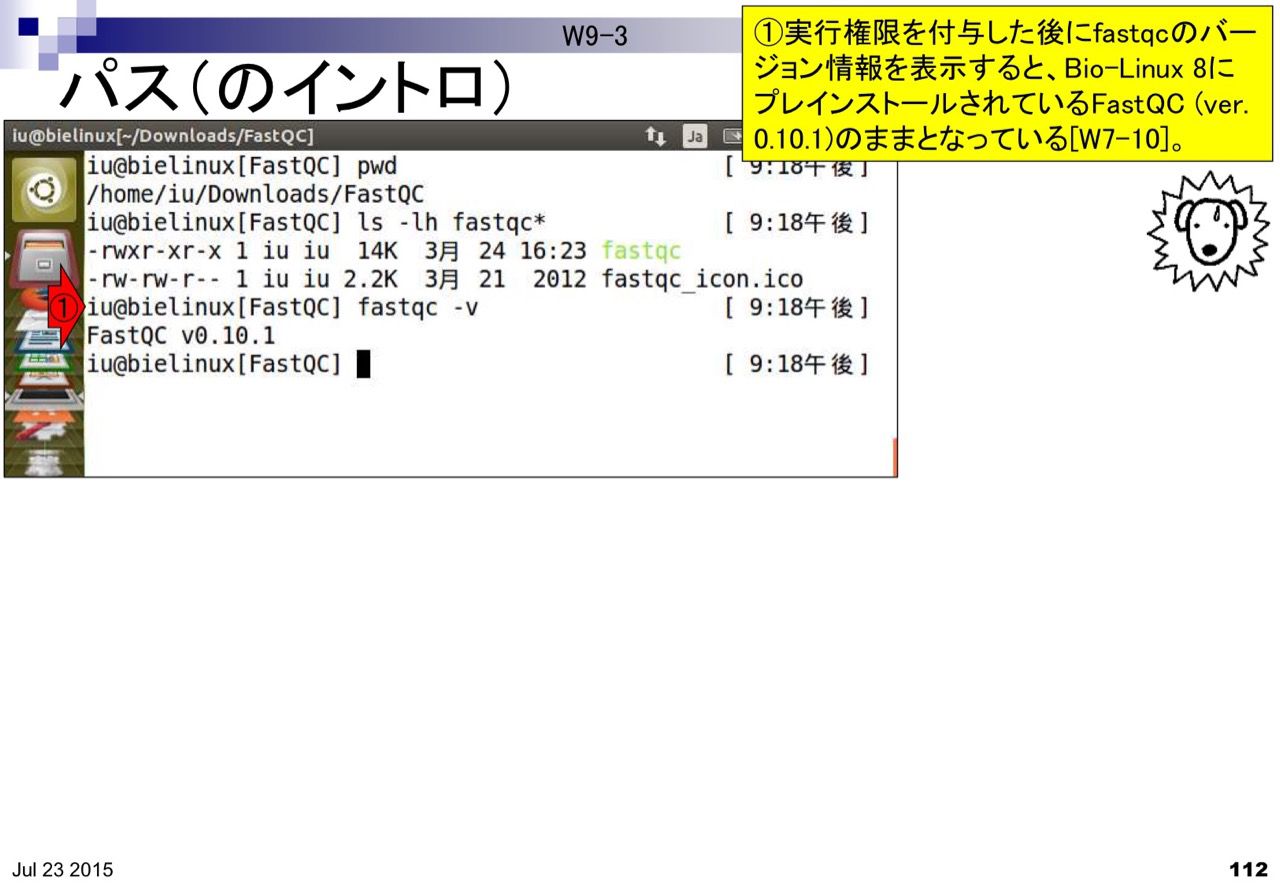 W9-3
パス(のイントロ)
①実行権限を付与した後にfastqcのバー
ジョン情報を表示すると、Bio-Linux 8に
プレインストールされているFastQC (ver.
0.10.1)のままとなっている[W7-10]。
iu@bielinux[~/Downloads/FastQC] Ja
iu@bielinux[FastQC] pwd [ 9:18午後]
/home/iu/Downloads/FastQC
iu@bielinux[FastQC] ls -lh fastqc* [ 9:18午後]
-rwxr-xr-x 1 iu iu 14K 3月 24 16:23 fastqc
-rw-rw-r-- 1 iu iu 2.2K 3月 21 2012 fastqc_icon.ico
① iu@bielinux[FastQC] fastqc -v [ 9:18午後]
FastQC v0.10.1
iu@bielinux[FastQC] [ 9:18午後]
Jul 23 2015
112